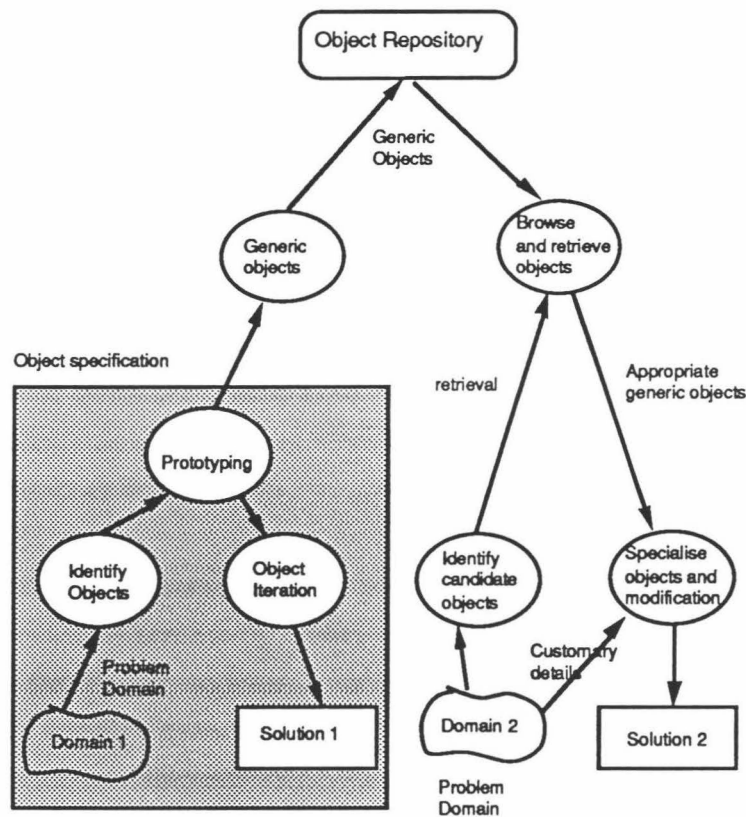 Object Repository
Generic
Objects
Generic
objects
Browse
and retrieve
objects
Object specification
retrieval
Appropriate
generic objects
Prototyping
Identify
Objects
Object
Iteration
Identify
candidate
objects
Specialise
objects and
modification
Problem
Domain
Customary
details
Domain 1
Solution 1
Domain 2
Solution 2
Problem
Domain